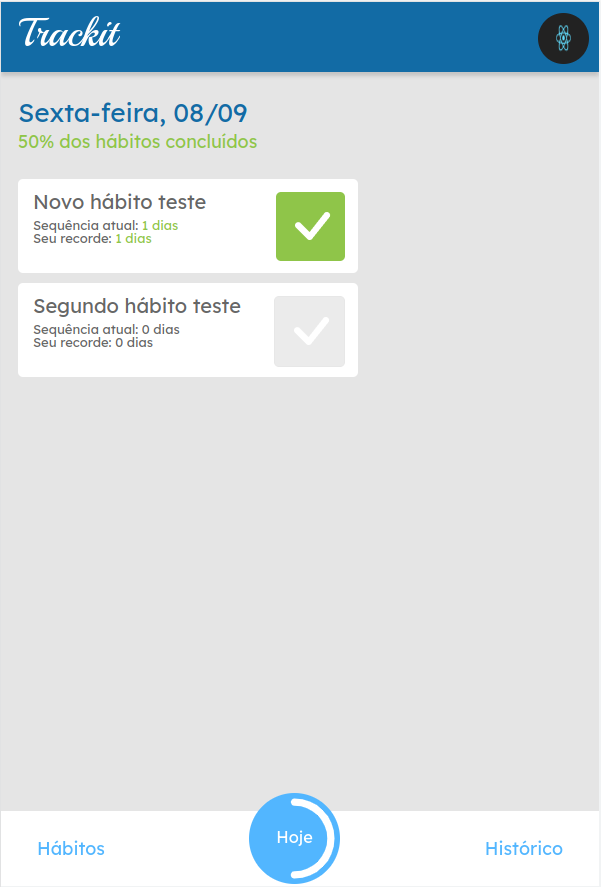 Trackit
Sexta-feira, 08/09
50% dos hábitos concluídos
Novo hábito teste
Sequência atual: 1 dias
Seu recorde: 1 dias
Segundo hábito teste
Sequência atual: 0 dias
Seu recorde: 0 dias
Hábitos
Hoje
Histórico